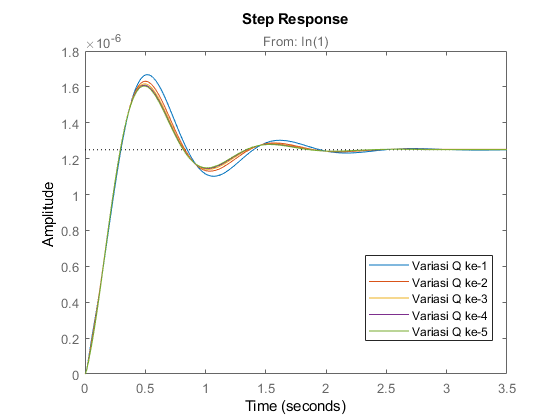 Step Response
From: In(1)
×10⁻⁶
1.8
1.6
1.4
1.2
1
0.8
0.6
0.4
0.2
0
Amplitude
Variasi Q ke-1
Variasi Q ke-2
Variasi Q ke-3
Variasi Q ke-4
Variasi Q ke-5
0 0.5 1 1.5 2 2.5 3 3.5
Time (seconds)